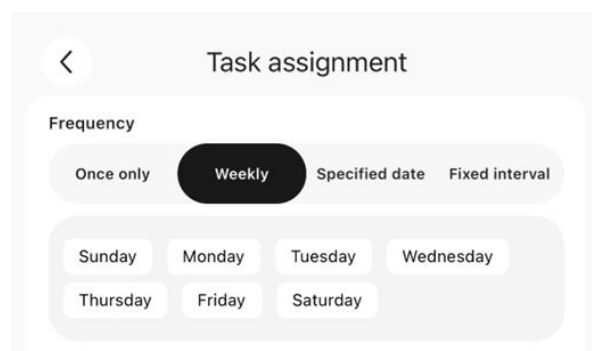 Task assignment
Frequency
Once only Weekly Specified date Fixed interval
Sunday Monday Tuesday Wednesday
Thursday Friday Saturday